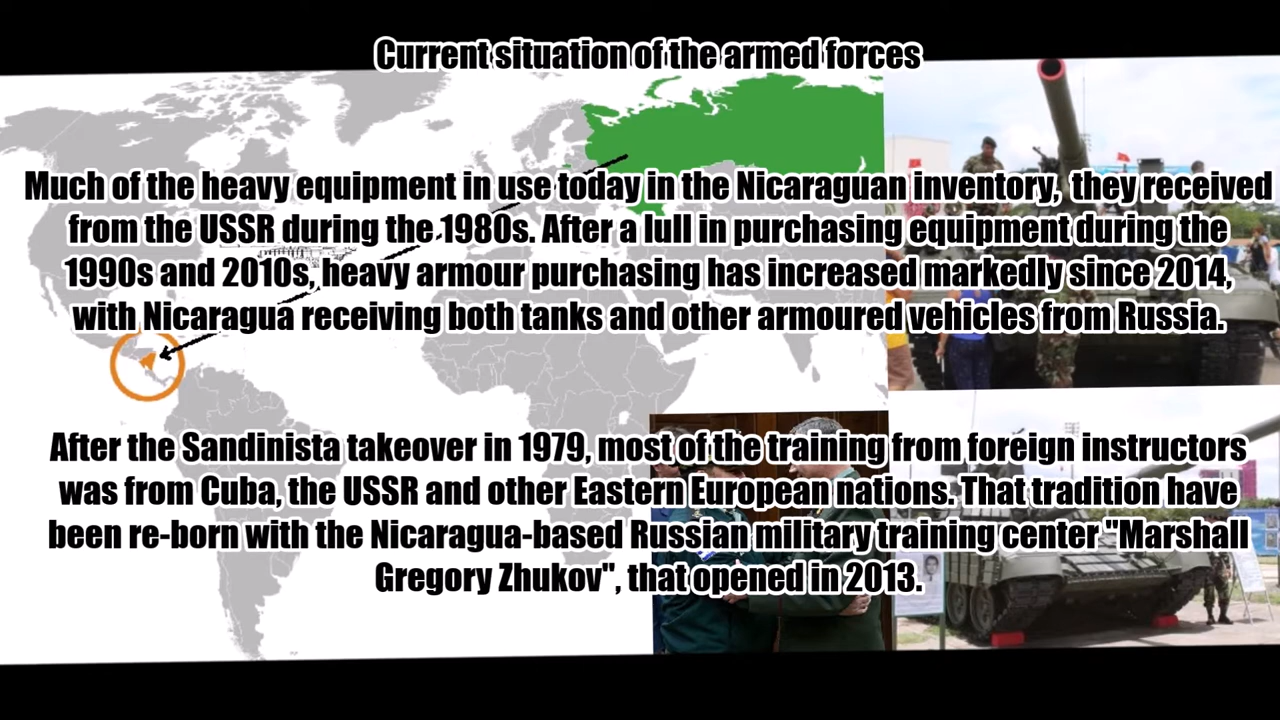 Current situation of the armed forces
Much of the heavy equipment in use today in the Nicaraguan inventory, they received
from the USSR during the 1980s. After a lull in purchasing equipment during the
1990s and 2010s, heavy armour purchasing has increased markedly since 2014,
with Nicaragua receiving both tanks and other armoured vehicles from Russia.
After the Sandinista takeover in 1979, most of the training from foreign instructors
was from Cuba, the USSR and other Eastern European nations. That tradition have
been re-born with the Nicaragua-based Russian military training center "Marshall
Gregory Zhukov", that opened in 2013.